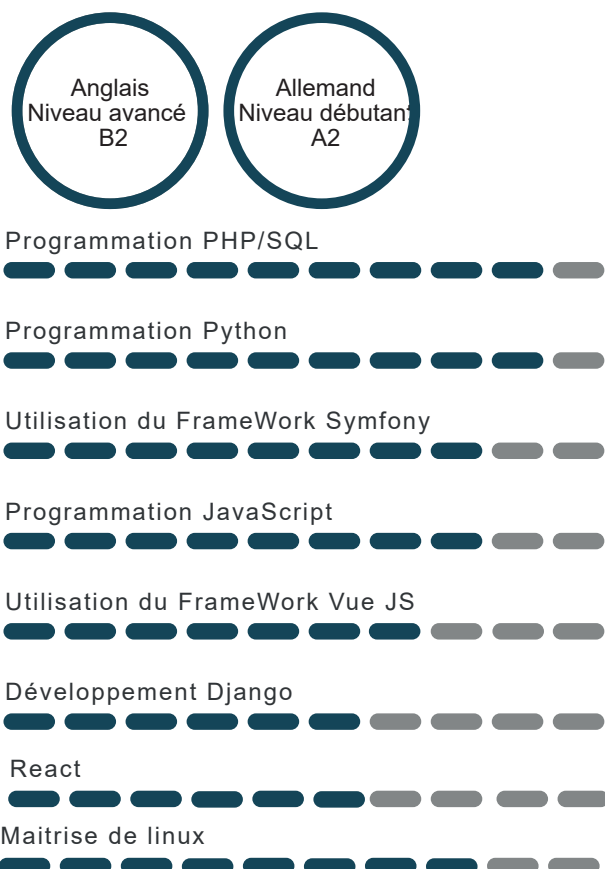 Anglais
Niveau avancé
B2
Allemand
Niveau débutant
A2
Programmation PHP/SQL
Programmation Python
Utilisation du FrameWork Symfony
Programmation JavaScript
Utilisation du FrameWork Vue JS
Développement Django
React
Maitrise de linux